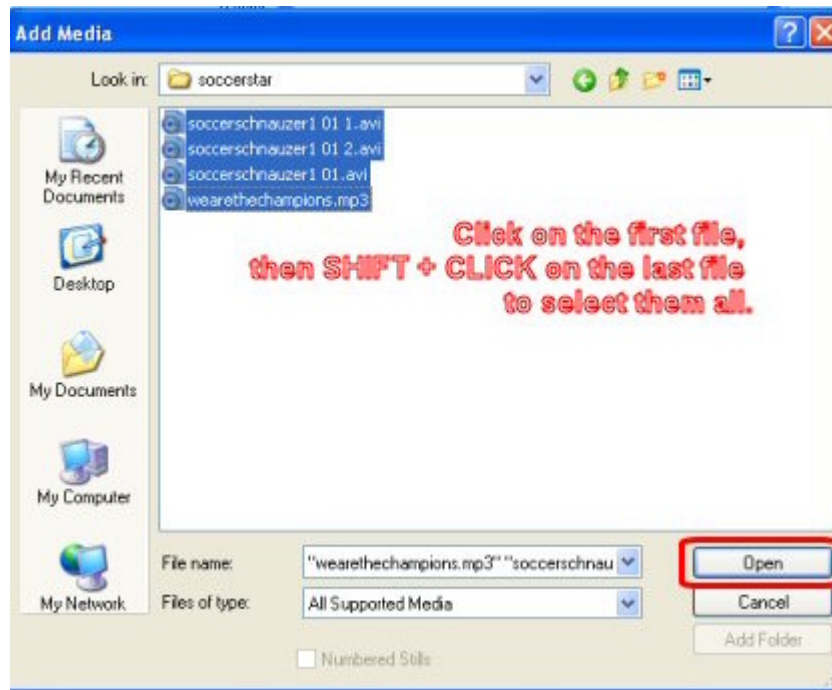 Add Media
Look in: soccerstar
soccerschnauzer1 01 1.avi
soccerschnauzer1 01 2.avi
soccerschnauzer1 01.avi
wearethechampions.mp3
Click on the first file,
then SHIFT + CLICK on the last file
to select them all.
My Recent
Documents
Desktop
My Documents
My Computer
My Network
File name: "wearethechampions.mp3" "soccerschnau
Open
Files of type: All Supported Media
Cancel
Add Folder
Numbered Stills